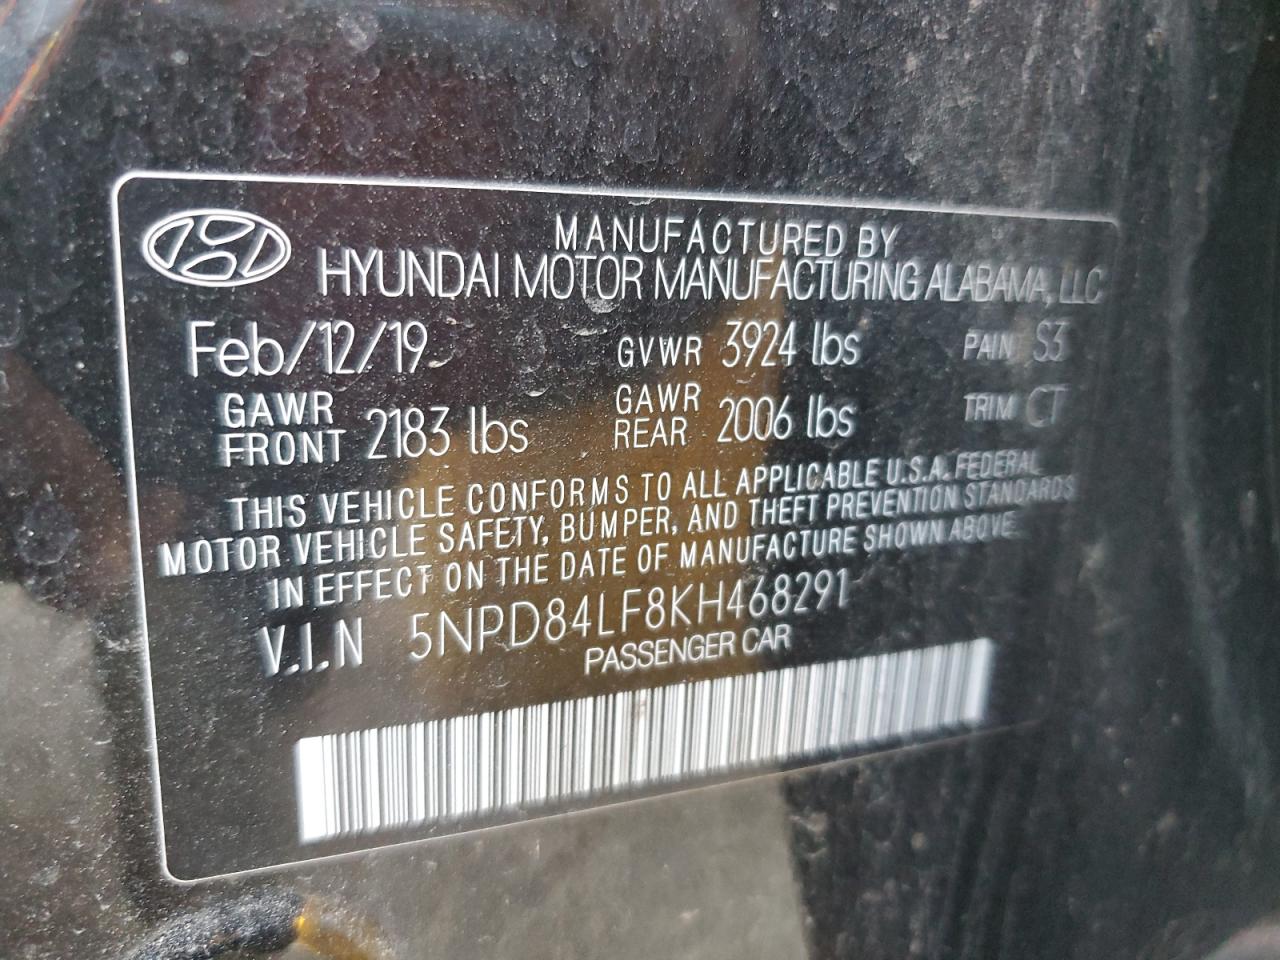 MANUFACTURED BY
HYUNDAI MOTOR MANUFACTURING ALABAMA, LLC
Feb/12/19 GVWR 3924 lbs PAINT S3
GAWR FRONT 2183 lbs GAWR REAR 2006 lbs TRIM CT
THIS VEHICLE CONFORMS TO ALL APPLICABLE U.S.A. FEDERAL
MOTOR VEHICLE SAFETY, BUMPER, AND THEFT PREVENTION STANDARDS
IN EFFECT ON THE DATE OF MANUFACTURE SHOWN ABOVE.
V.I.N 5NPD84LF8KH468291
PASSENGER CAR